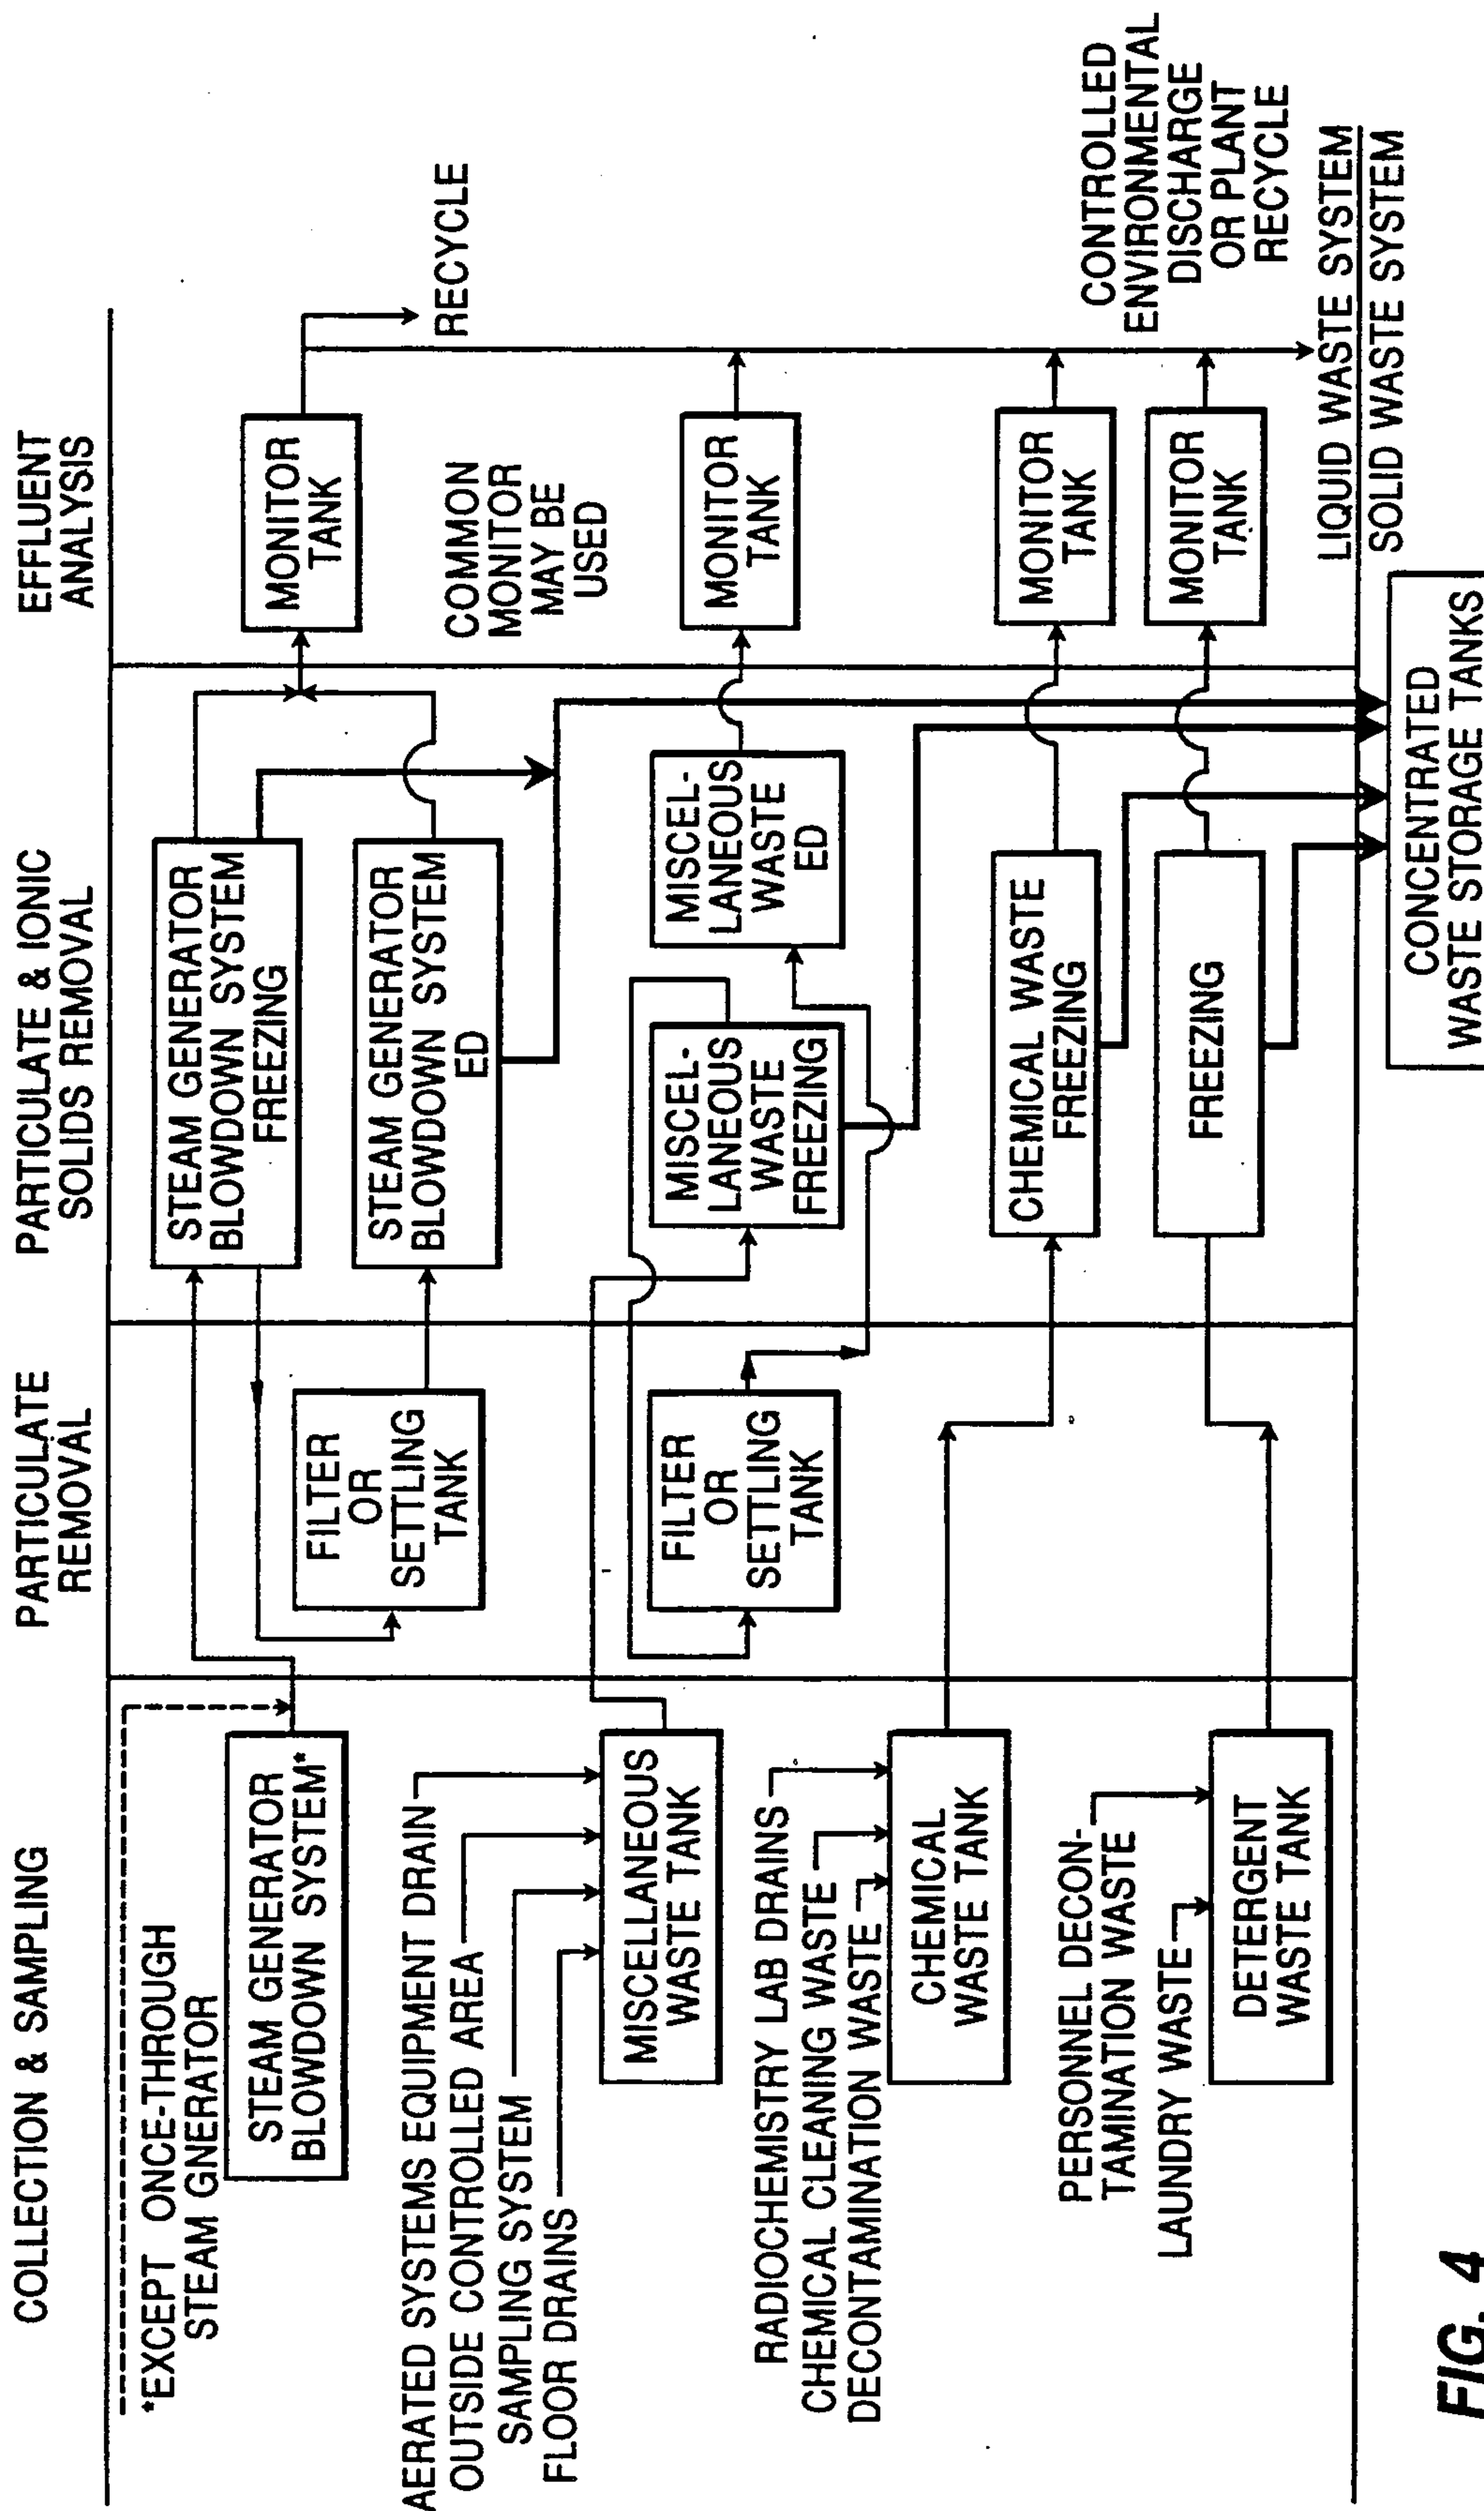 COLLECTION & SAMPLING
PARTICULATE
REMOVAL
PARTICULATE & IONIC
SOLIDS REMOVAL
EFFLUENT
ANALYSIS
*EXCEPT ONCE-THROUGH
STEAM GNERATOR
STEAM GENERATOR
BLOWDOWN SYSTEM*
AERATED SYSTEMS EQUIPMENT DRAIN
OUTSIDE CONTROLLED AREA
SAMPLING SYSTEM
FLOOR DRAINS
MISCELLANEOUS
WASTE TANK
RADIOCHEMISTRY LAB DRAINS
CHEMICAL CLEANING WASTE
DECONTAMINATION WASTE
CHEMICAL
WASTE TANK
PERSONNEL DECON-
TAMINATION WASTE
LAUNDRY WASTE
DETERGENT
WASTE TANK
FILTER
OR
SETTLING
TANK
FILTER
OR
SETTLING
TANK
STEAM GENERATOR
BLOWDOWN SYSTEM
FREEZING
STEAM GENERATOR
BLOWDOWN SYSTEM
ED
MISCEL-
LANEOUS
WASTE
FREEZING
MISCEL-
LANEOUS
WASTE
ED
CHEMICAL WASTE
FREEZING
FREEZING
MONITOR
TANK
COMMON
MONITOR
MAY BE
USED
MONITOR
TANK
MONITOR
TANK
MONITOR
TANK
RECYCLE
CONTROLLED
ENVIRONMENTAL
DISCHARGE
OR PLANT
RECYCLE
LIQUID WASTE SYSTEM
SOLID WASTE SYSTEM
CONCENTRATED
WASTE STORAGE TANKS
FIG. 4